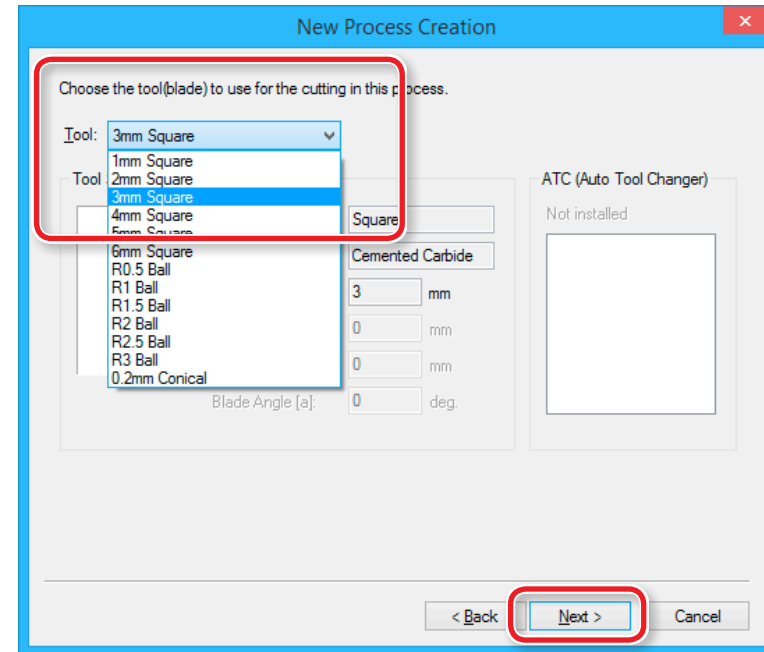 New Process Creation
Choose the tool(blade) to use for the cutting in this process.
Tool: 3mm Square
1mm Square
2mm Square
3mm Square
4mm Square
5mm Square
6mm Square
R0.5 Ball
R1 Ball
R1.5 Ball
R2 Ball
R2.5 Ball
R3 Ball
0.2mm Conical
Tool
Square
Cemented Carbide
3 mm
0 mm
0 mm
Blade Angle [a]: 0 deg.
ATC (Auto Tool Changer)
Not installed
< Back Next > Cancel